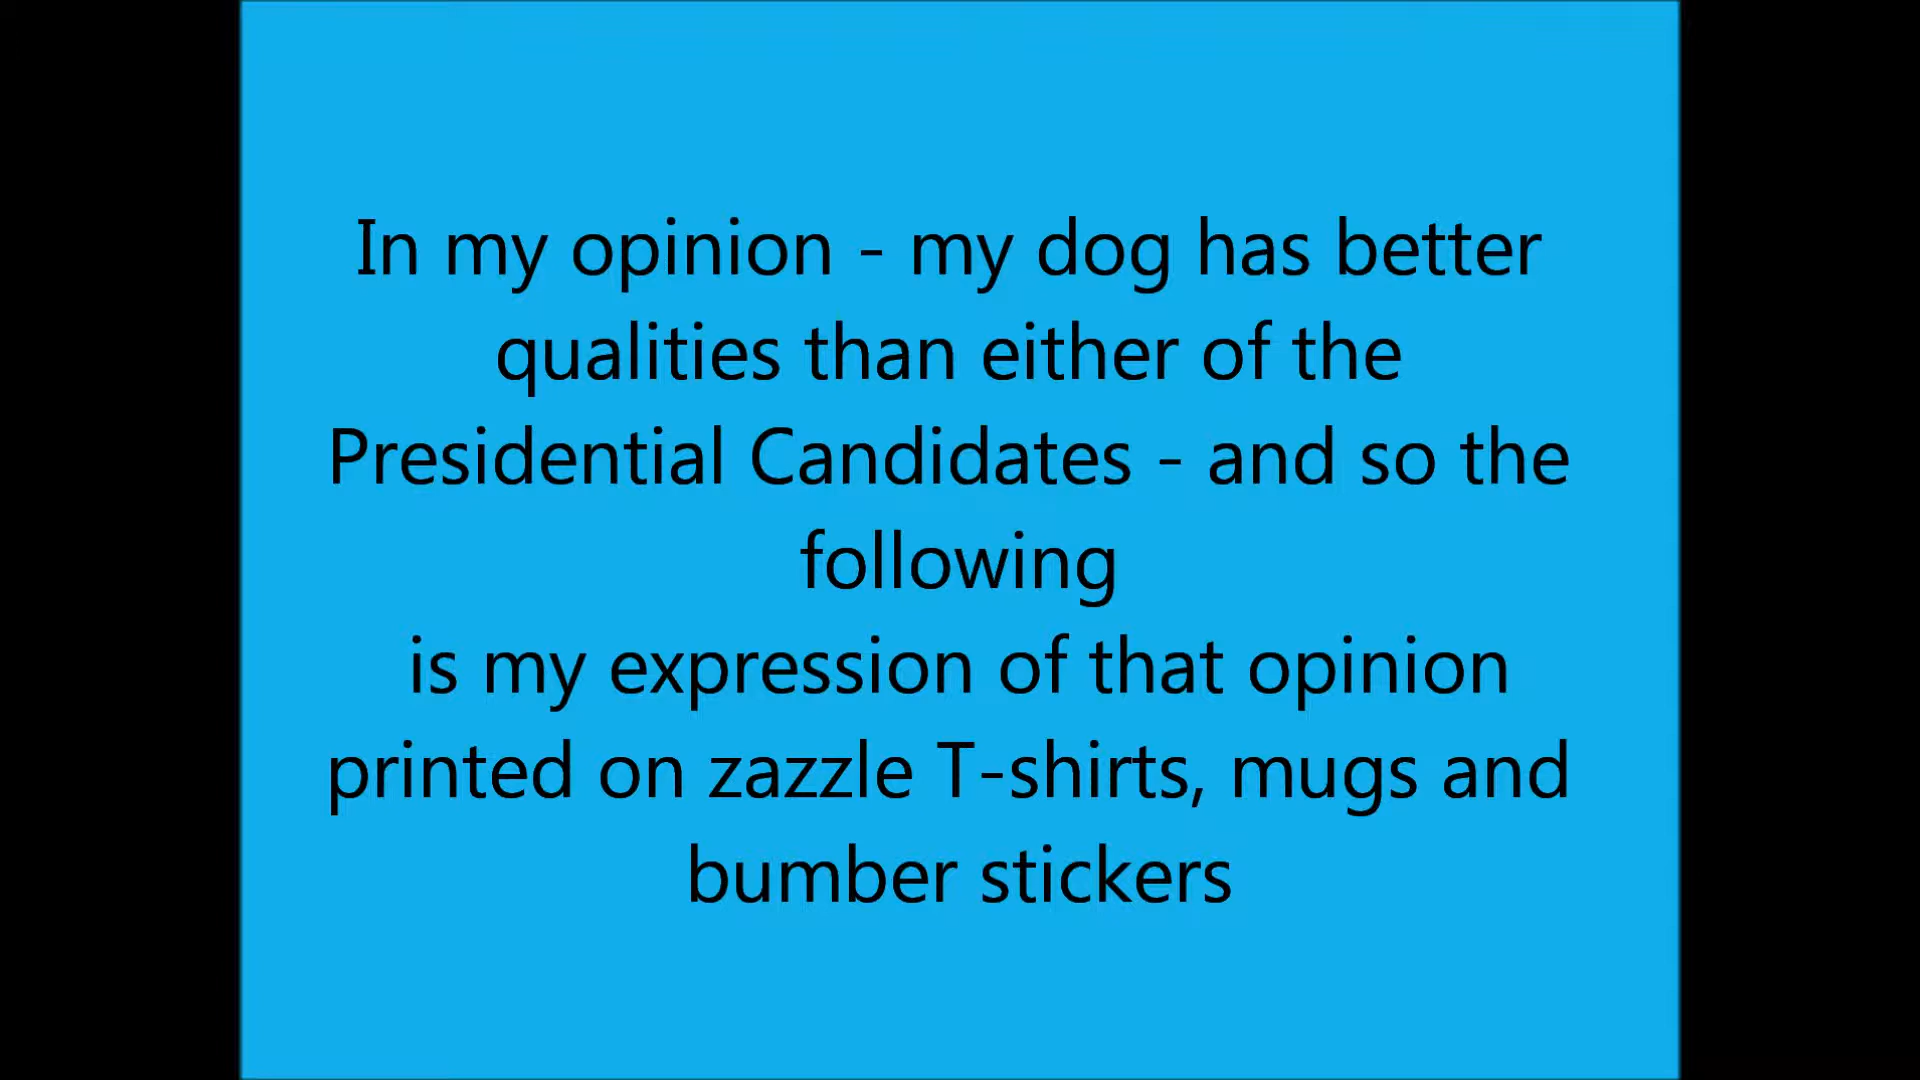 In my opinion - my dog has better
qualities than either of the
Presidential Candidates - and so the
following
is my expression of that opinion
printed on zazzle T-shirts, mugs and
bumber stickers